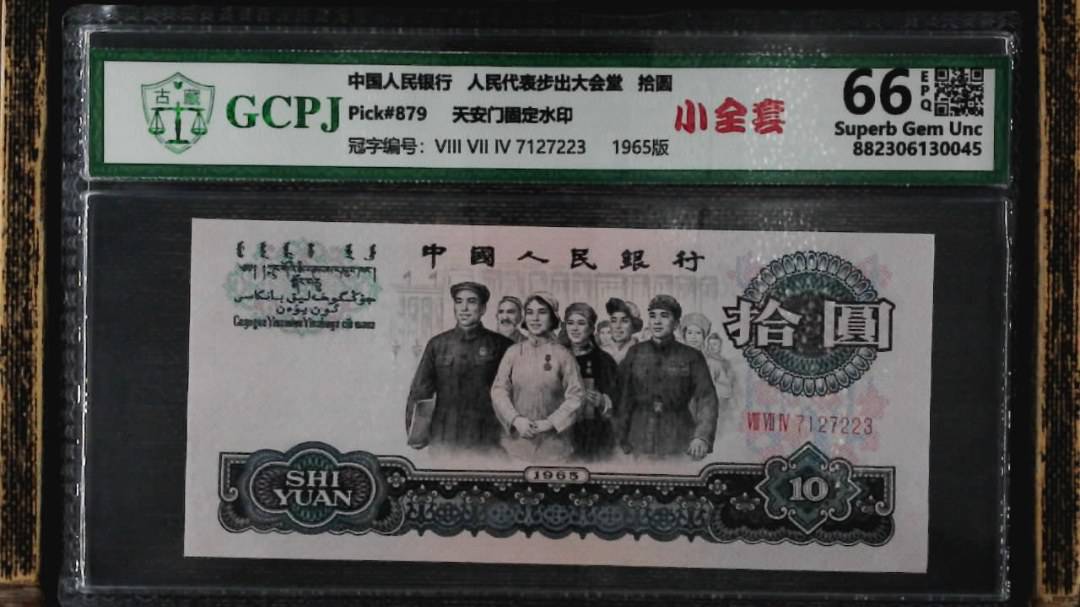 古藏
GCPJ
中国人民银行 人民代表步出大会堂 拾圓
Pick#879 天安门固定水印
冠字编号: VIII VII IV 7127223 1965版
小全套
66 EPQ
Superb Gem Unc
882306130045
中國人民銀行
拾圓
VIII VII IV 7127223
1965
SHI
YUAN
10